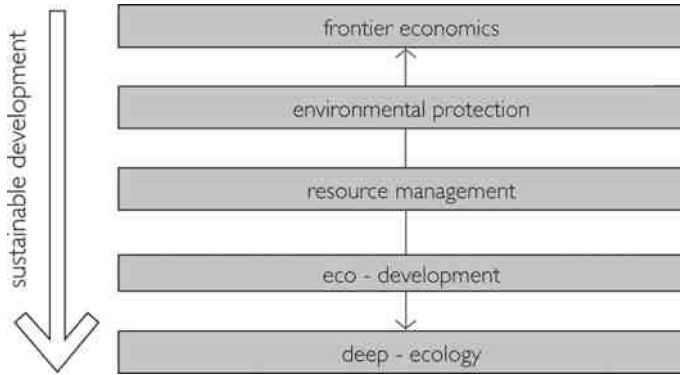 sustainable development
frontier economics
environmental protection
resource management
eco - development
deep - ecology